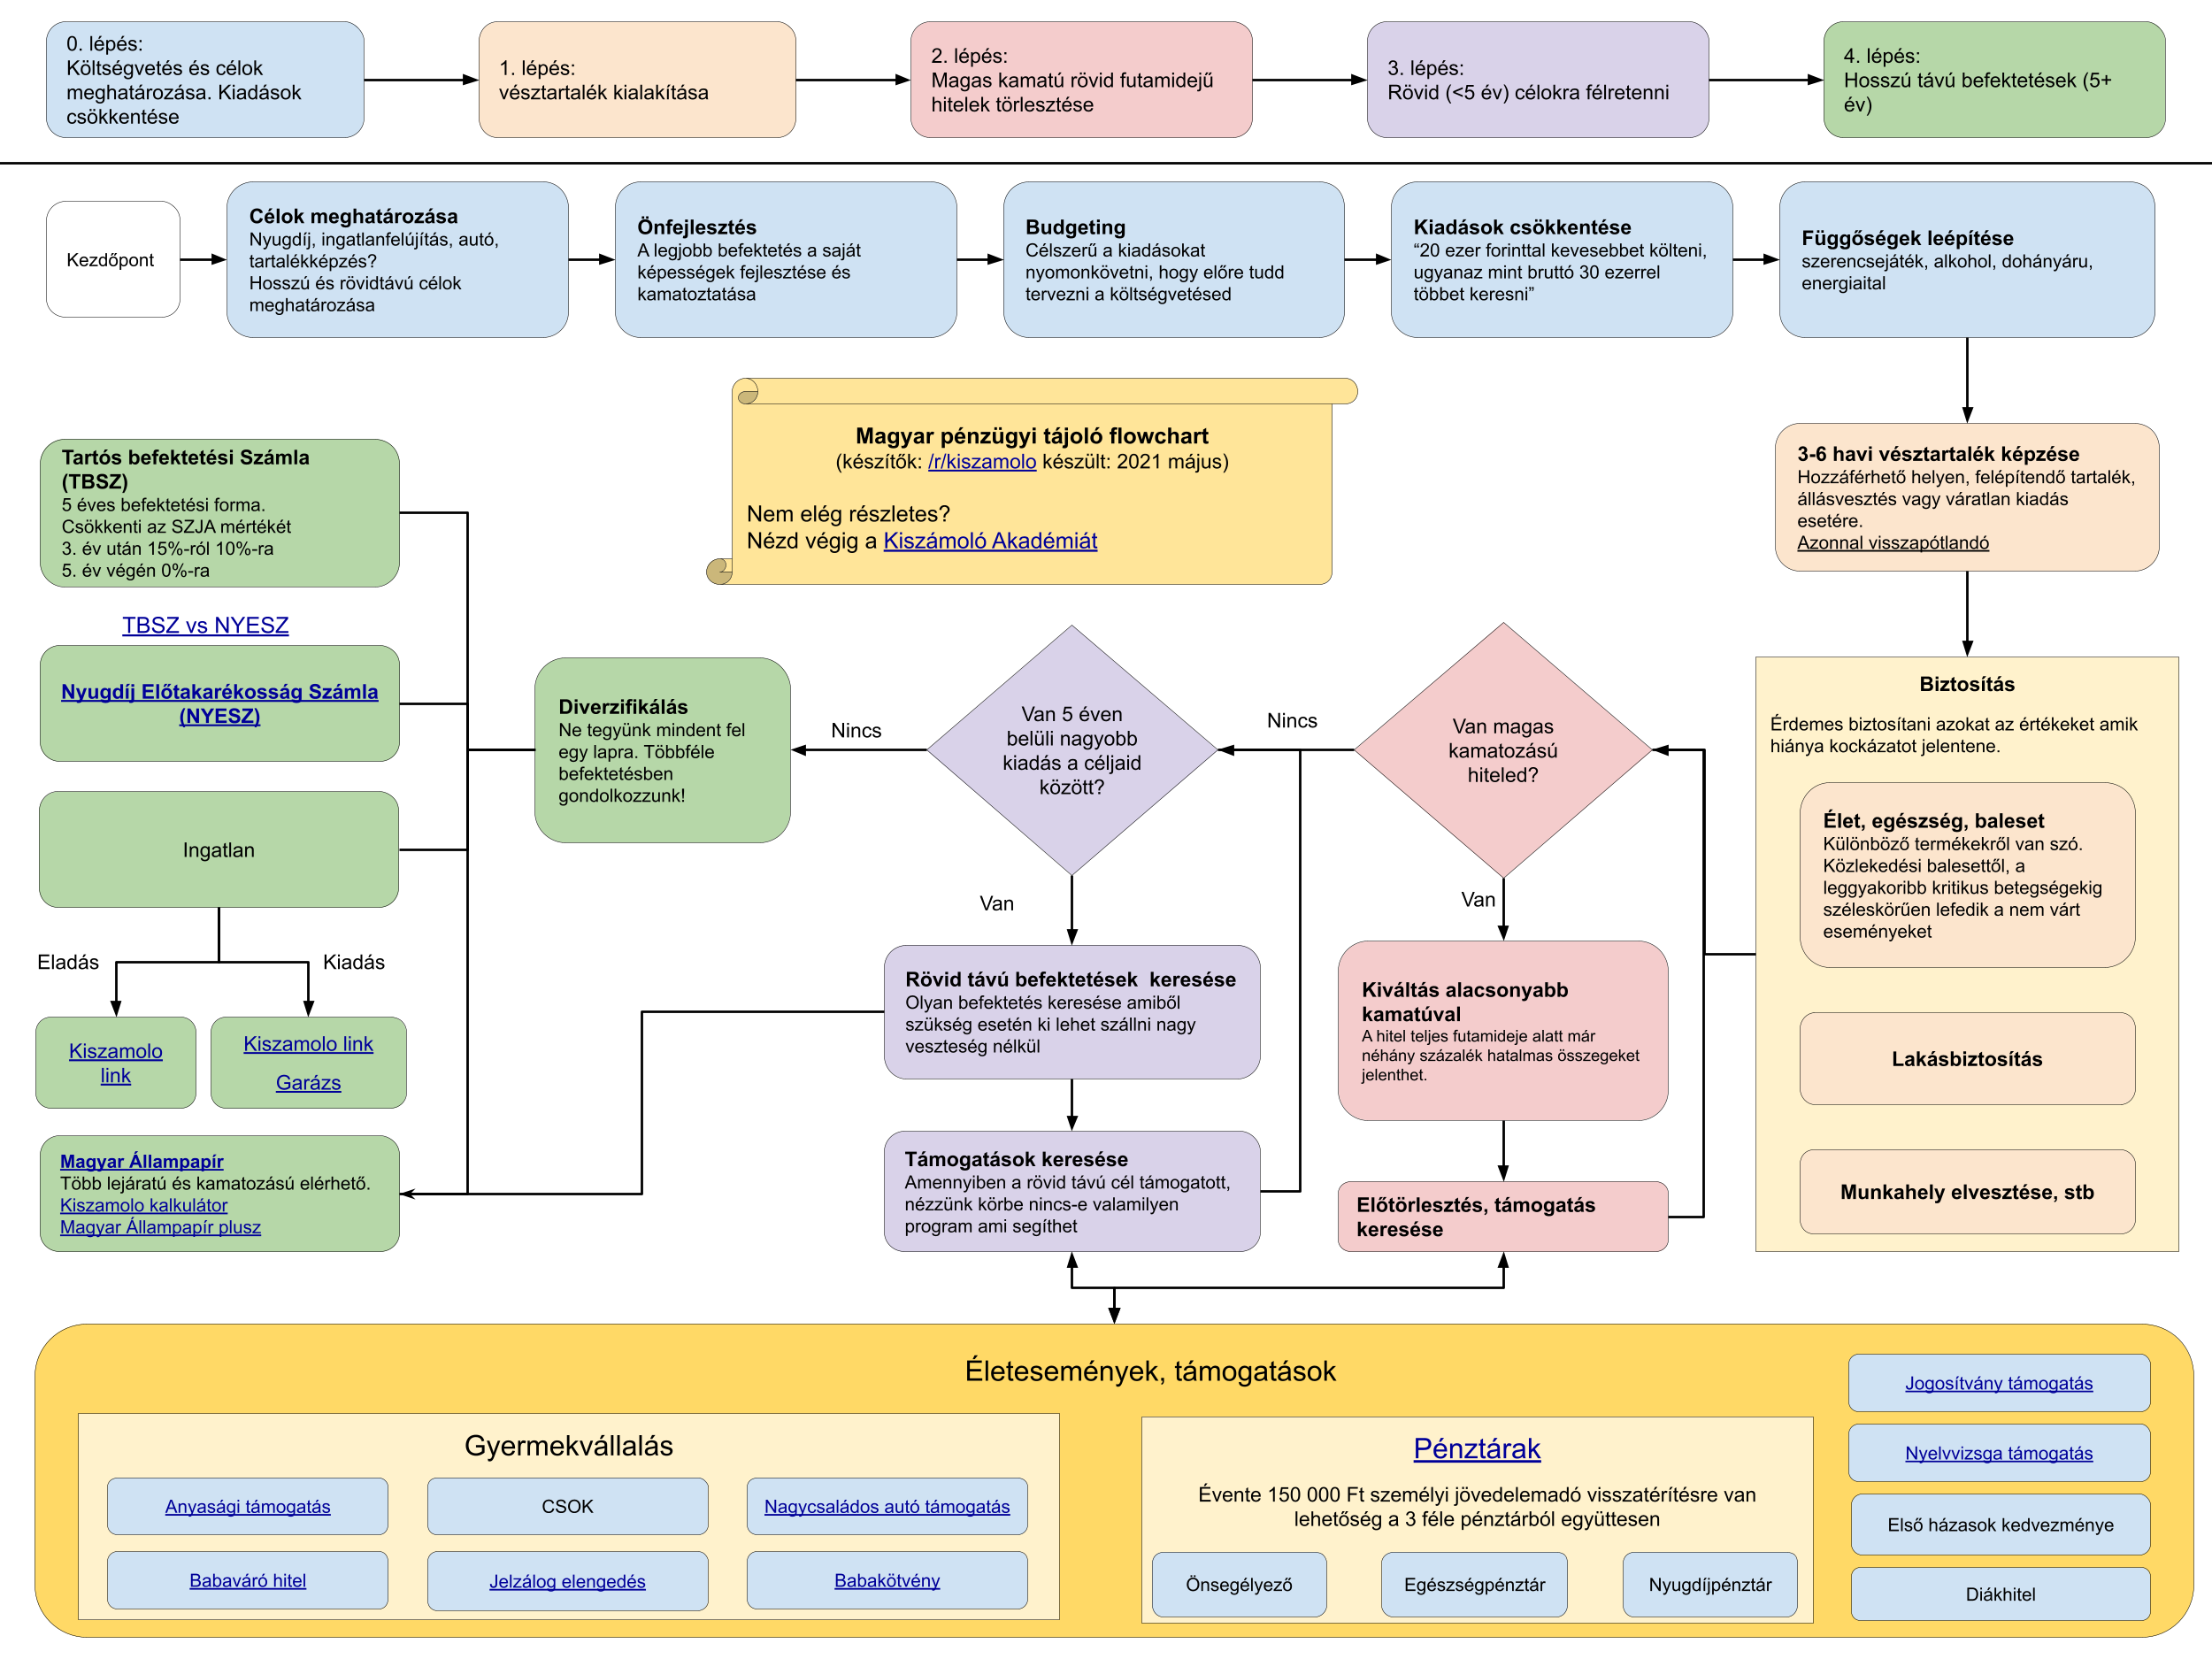 0. lépés:
Költségvetés és célok
meghatározása. Kiadások
csökkentése
1. lépés:
vésztartalék kialakítása
2. lépés:
Magas kamatú rövid futamidejű
hitelek törlesztése
3. lépés:
Rövid (<5 év) célokra félretenni
4. lépés:
Hosszú távú befektetések (5+
év)
Kezdőpont
Célok meghatározása
Nyugdíj, ingatlanfelújítás, autó,
tartalékképzés?
Hosszú és rövidtávú célok
meghatározása
Önfejlesztés
A legjobb befektetés a saját
képességek fejlesztése és
kamatoztatása
Budgeting
Célszerű a kiadásokat
nyomonkövetni, hogy előre tudd
tervezni a költségvetésed
Kiadások csökkentése
“20 ezer forinttal kevesebbet költeni,
ugyanaz mint bruttó 30 ezerrel
többet keresni”
Függőségek leépítése
szerencsejáték, alkohol, dohányáru,
energiaital
Magyar pénzügyi tájoló flowchart
(készítők: /r/kiszamolo készült: 2021 május)
Nem elég részletes?
Nézd végig a Kiszámoló Akadémiát
3-6 havi vésztartalék képzése
Hozzáférhető helyen, felépítendő tartalék,
állásvesztés vagy váratlan kiadás
esetére.
Azonnal visszapótlandó
Tartós befektetési Számla
(TBSZ)
5 éves befektetési forma.
Csökkenti az SZJA mértékét
3. év után 15%-ról 10%-ra
5. év végén 0%-ra
TBSZ vs NYESZ
Nyugdíj Előtakarékosság Számla
(NYESZ)
Ingatlan
Eladás
Kiadás
Kiszamolo
link
Kiszamolo link
Garázs
Magyar Állampapír
Több lejáratú és kamatozású elérhető.
Kiszamolo kalkulátor
Magyar Állampapír plusz
Diverzifikálás
Ne tegyünk mindent fel
egy lapra. Többféle
befektetésben
gondolkozzunk!
Nincs
Van 5 éven
belüli nagyobb
kiadás a céljaid
között?
Nincs
Van magas
kamatozású
hiteled?
Van
Van
Rövid távú befektetések  keresése
Olyan befektetés keresése amiből
szükség esetén ki lehet szállni nagy
veszteség nélkül
Támogatások keresése
Amennyiben a rövid távú cél támogatott,
nézzünk körbe nincs-e valamilyen
program ami segíthet
Kiváltás alacsonyabb
kamatúval
A hitel teljes futamideje alatt már
néhány százalék hatalmas összegeket
jelenthet.
Előtörlesztés, támogatás
keresése
Biztosítás
Érdemes biztosítani azokat az értékeket amik
hiánya kockázatot jelentene.
Élet, egészség, baleset
Különböző termékekről van szó.
Közlekedési balesettől, a
leggyakoribb kritikus betegségekig
széleskörűen lefedik a nem várt
eseményeket
Lakásbiztosítás
Munkahely elvesztése, stb
Életesemények, támogatások
Gyermekvállalás
Anyasági támogatás
CSOK
Nagycsaládos autó támogatás
Babaváró hitel
Jelzálog elengedés
Babakötvény
Pénztárak
Évente 150 000 Ft személyi jövedelemadó visszatérítésre van
lehetőség a 3 féle pénztárból együttesen
Önsegélyező
Egészségpénztár
Nyugdíjpénztár
Jogosítvány támogatás
Nyelvvizsga támogatás
Első házasok kedvezménye
Diákhitel